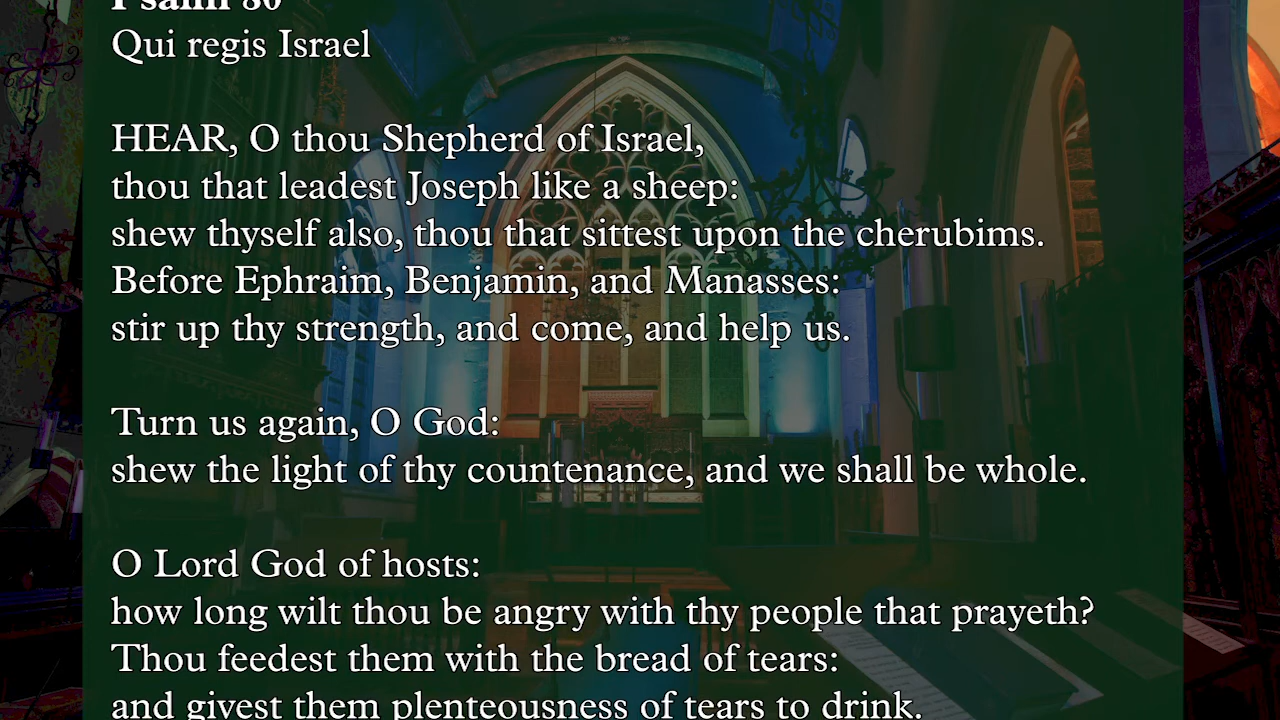 Psalm 80
Qui regis Israel
HEAR, O thou Shepherd of Israel,
thou that leadest Joseph like a sheep:
shew thyself also, thou that sittest upon the cherubims.
Before Ephraim, Benjamin, and Manasses:
stir up thy strength, and come, and help us.
Turn us again, O God:
shew the light of thy countenance, and we shall be whole.
O Lord God of hosts:
how long wilt thou be angry with thy people that prayeth?
Thou feedest them with the bread of tears:
and givest them plenteousness of tears to drink.